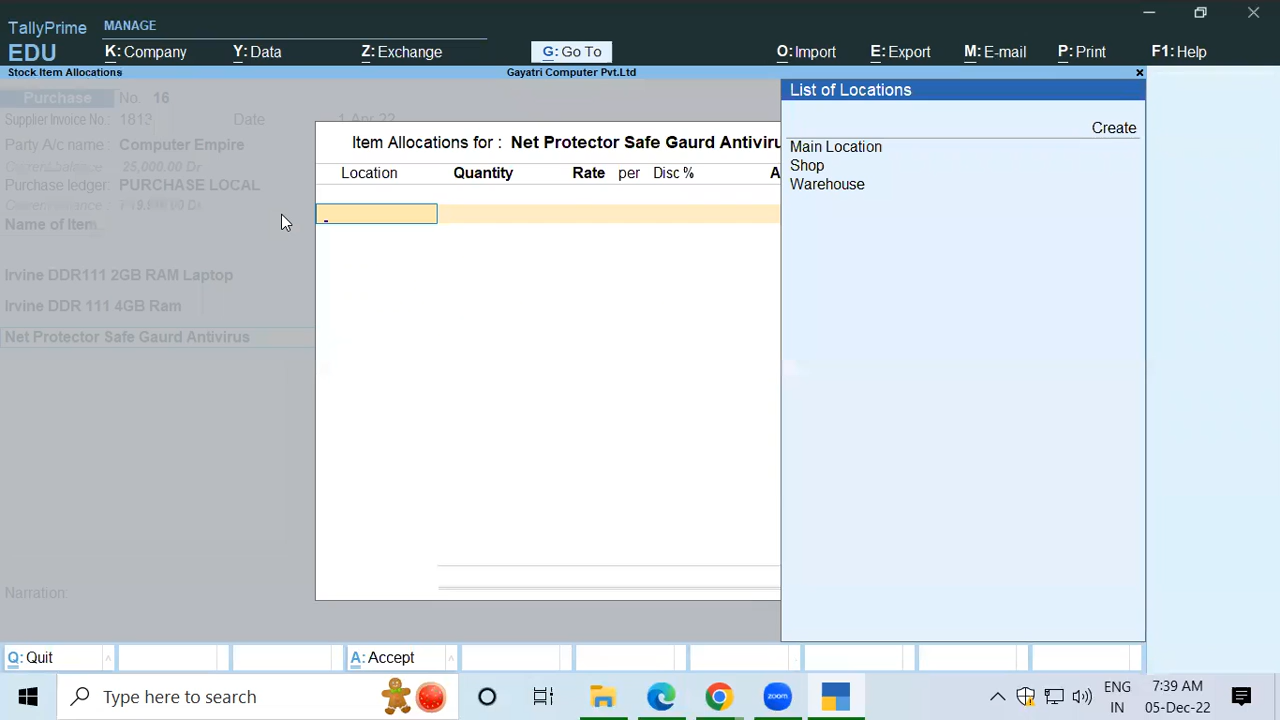 TallyPrime MANAGE
EDU K: Company Y: Data Z: Exchange G: Go To O: Import E: Export M: E-mail P: Print F1: Help
Stock Item Allocations Gayatri Computer Pvt.Ltd
Purchase No. 16
Supplier Invoice No : 1813 Date 1-Apr-22
Party A/c name : Computer Empire
Current balance : 25,000.00 Dr
Purchase ledger : PURCHASE LOCAL
Name of Item
Irvine DDR111 2GB RAM Laptop
Irvine DDR 111 4GB Ram
Net Protector Safe Gaurd Antivirus
Narration:
Item Allocations for : Net Protector Safe Gaurd Antiviru
Location Quantity Rate per Disc %
List of Locations
Create
Main Location
Shop
Warehouse
Q: Quit A: Accept
Type here to search
zoom
ENG
IN
7:39 AM
05-Dec-22